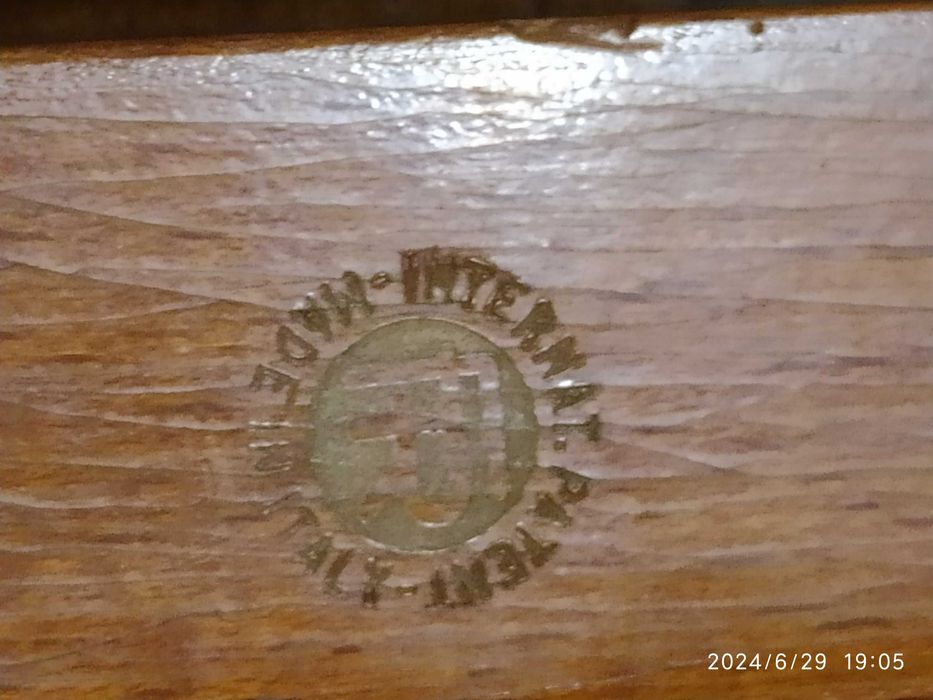 INTERNAT. PATENT - MADE IN ITALY
2024/6/29 19:05